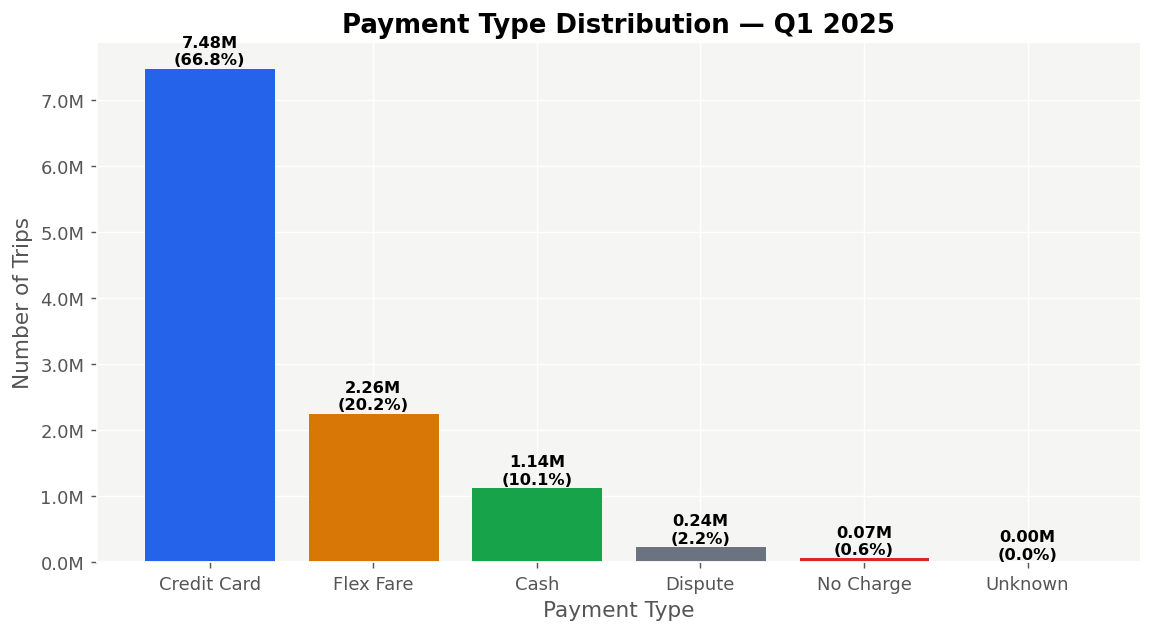 Payment Type Distribution — Q1 2025
7.48M
(66.8%)
7.0M
6.0M
5.0M
4.0M
3.0M
2.0M
1.0M
0.0M
Number of Trips
2.26M
(20.2%)
1.14M
(10.1%)
0.24M
(2.2%)
0.07M
(0.6%)
0.00M
(0.0%)
Credit Card
Flex Fare
Cash
Dispute
No Charge
Unknown
Payment Type